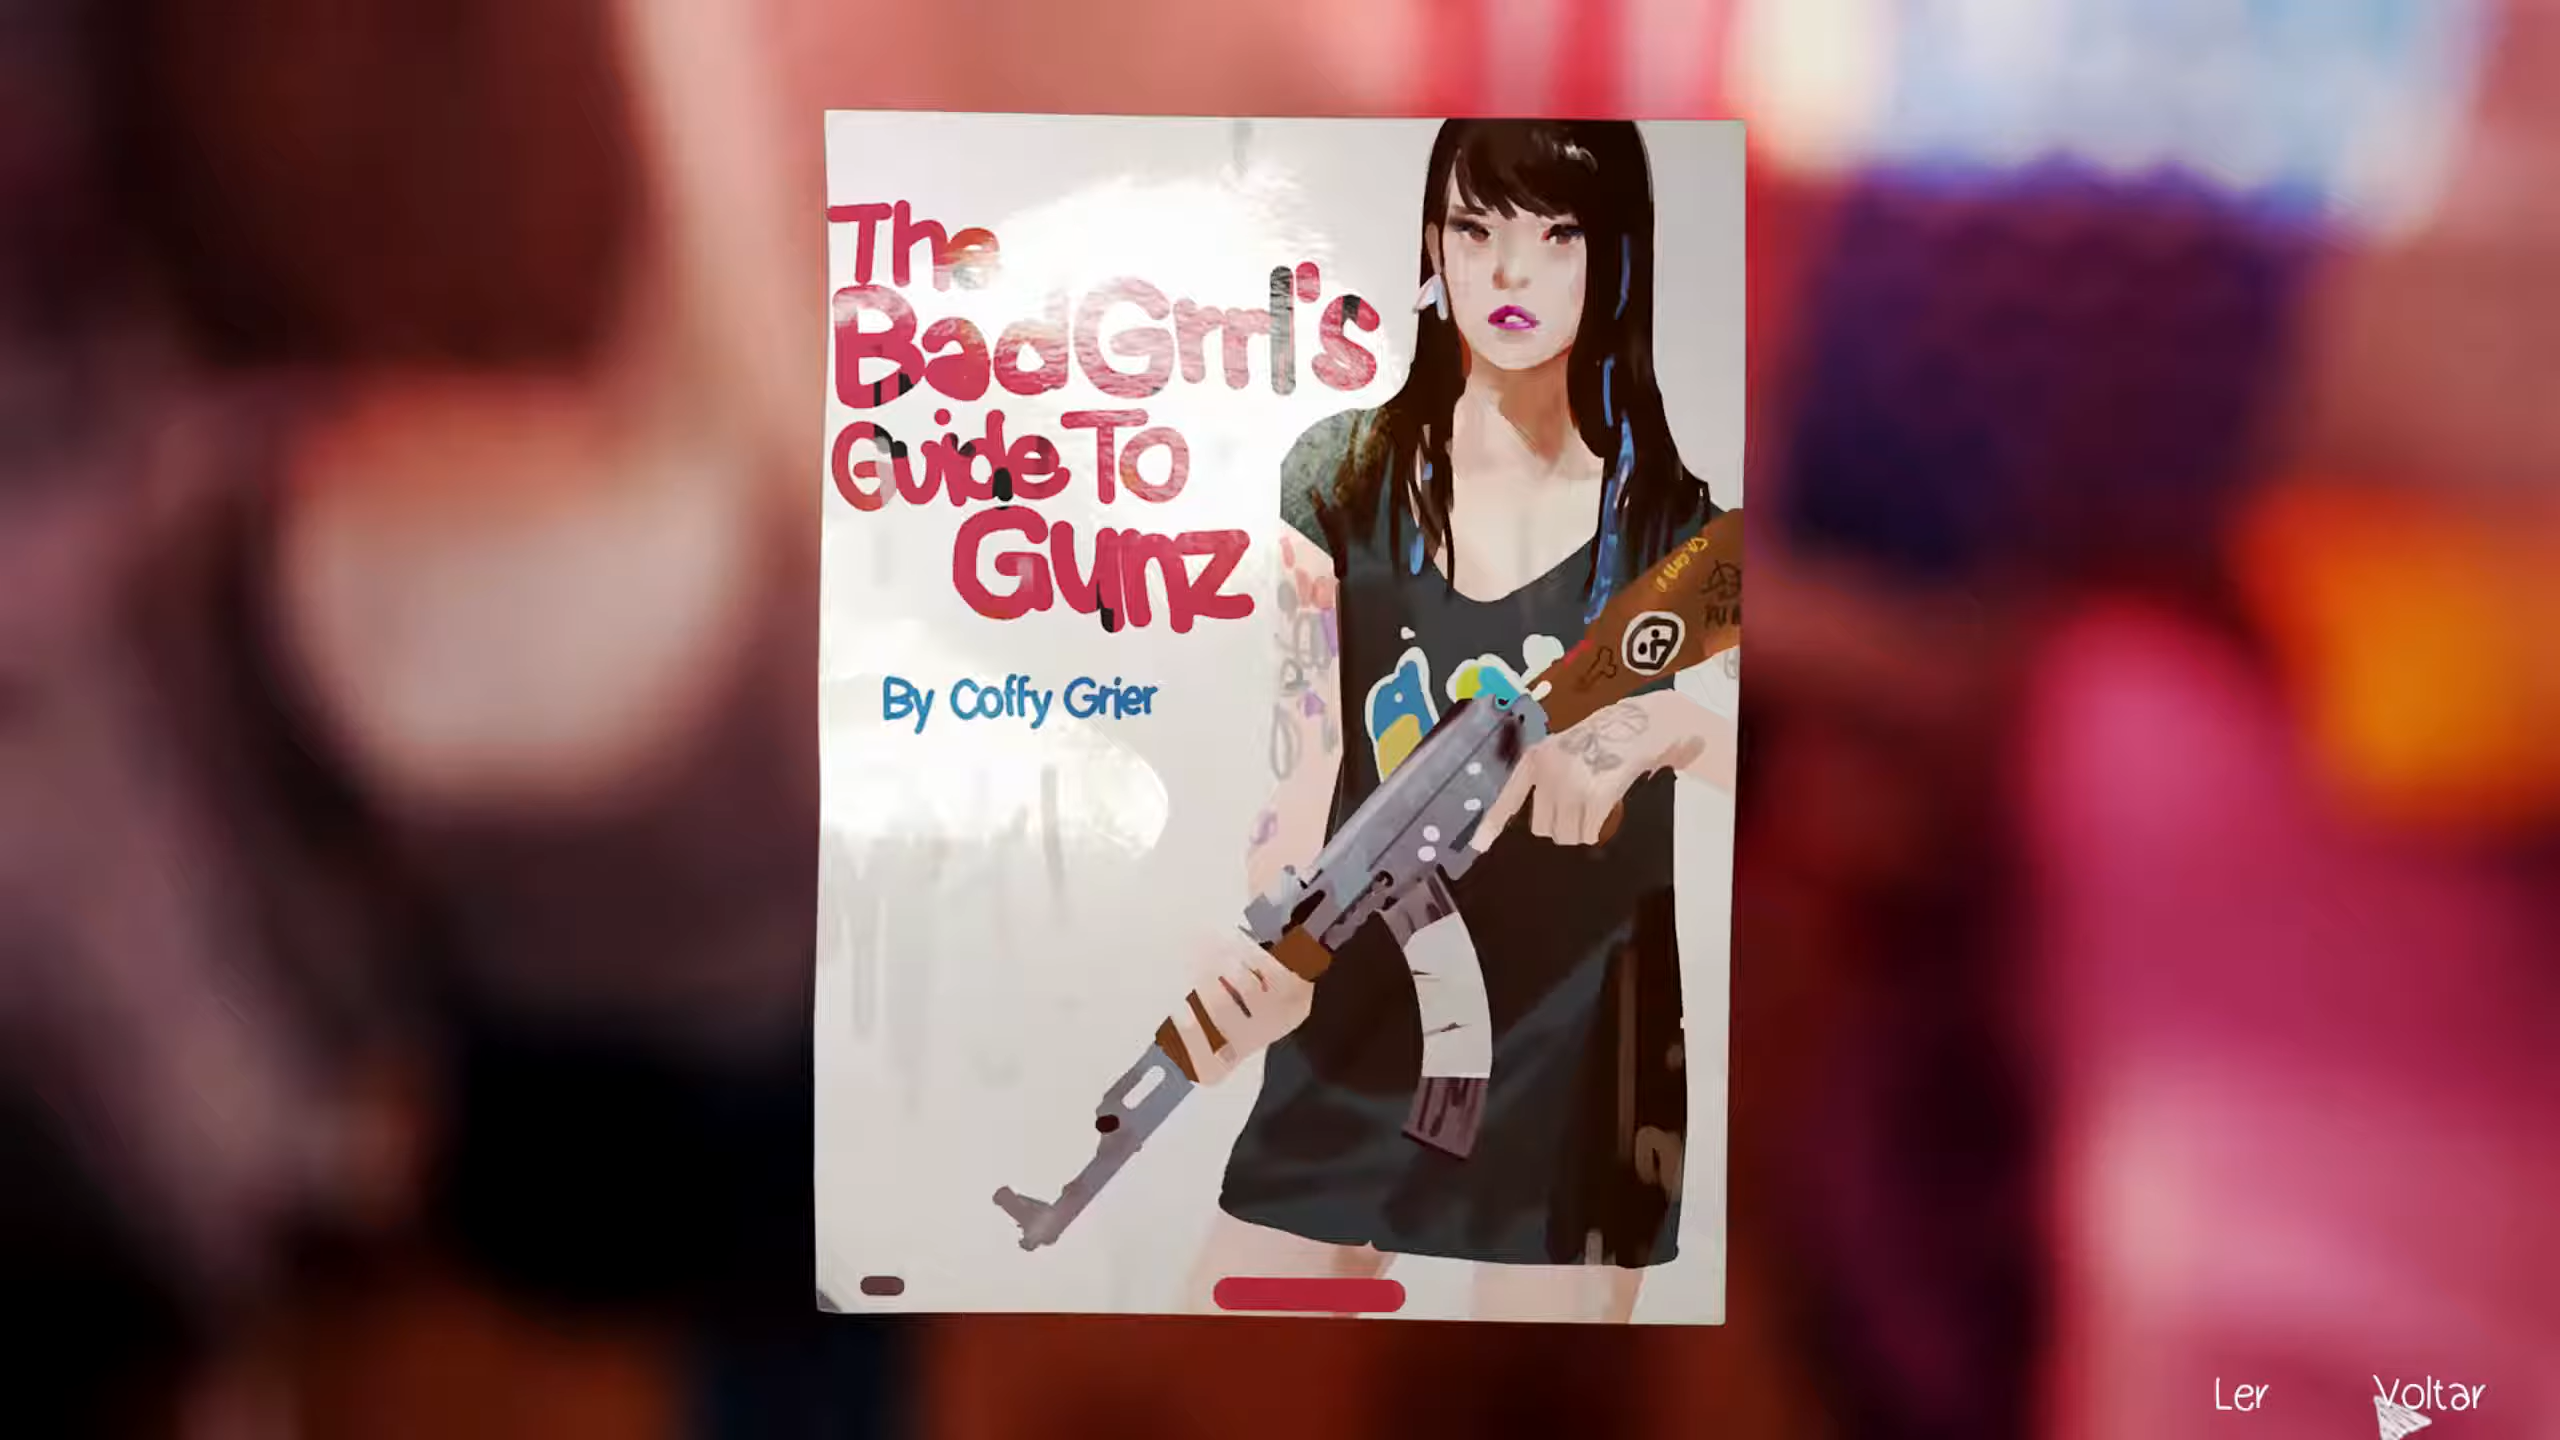 The
BadGrrl's
Guide To
Gunz
By Coffy Grier
Ler
Voltar